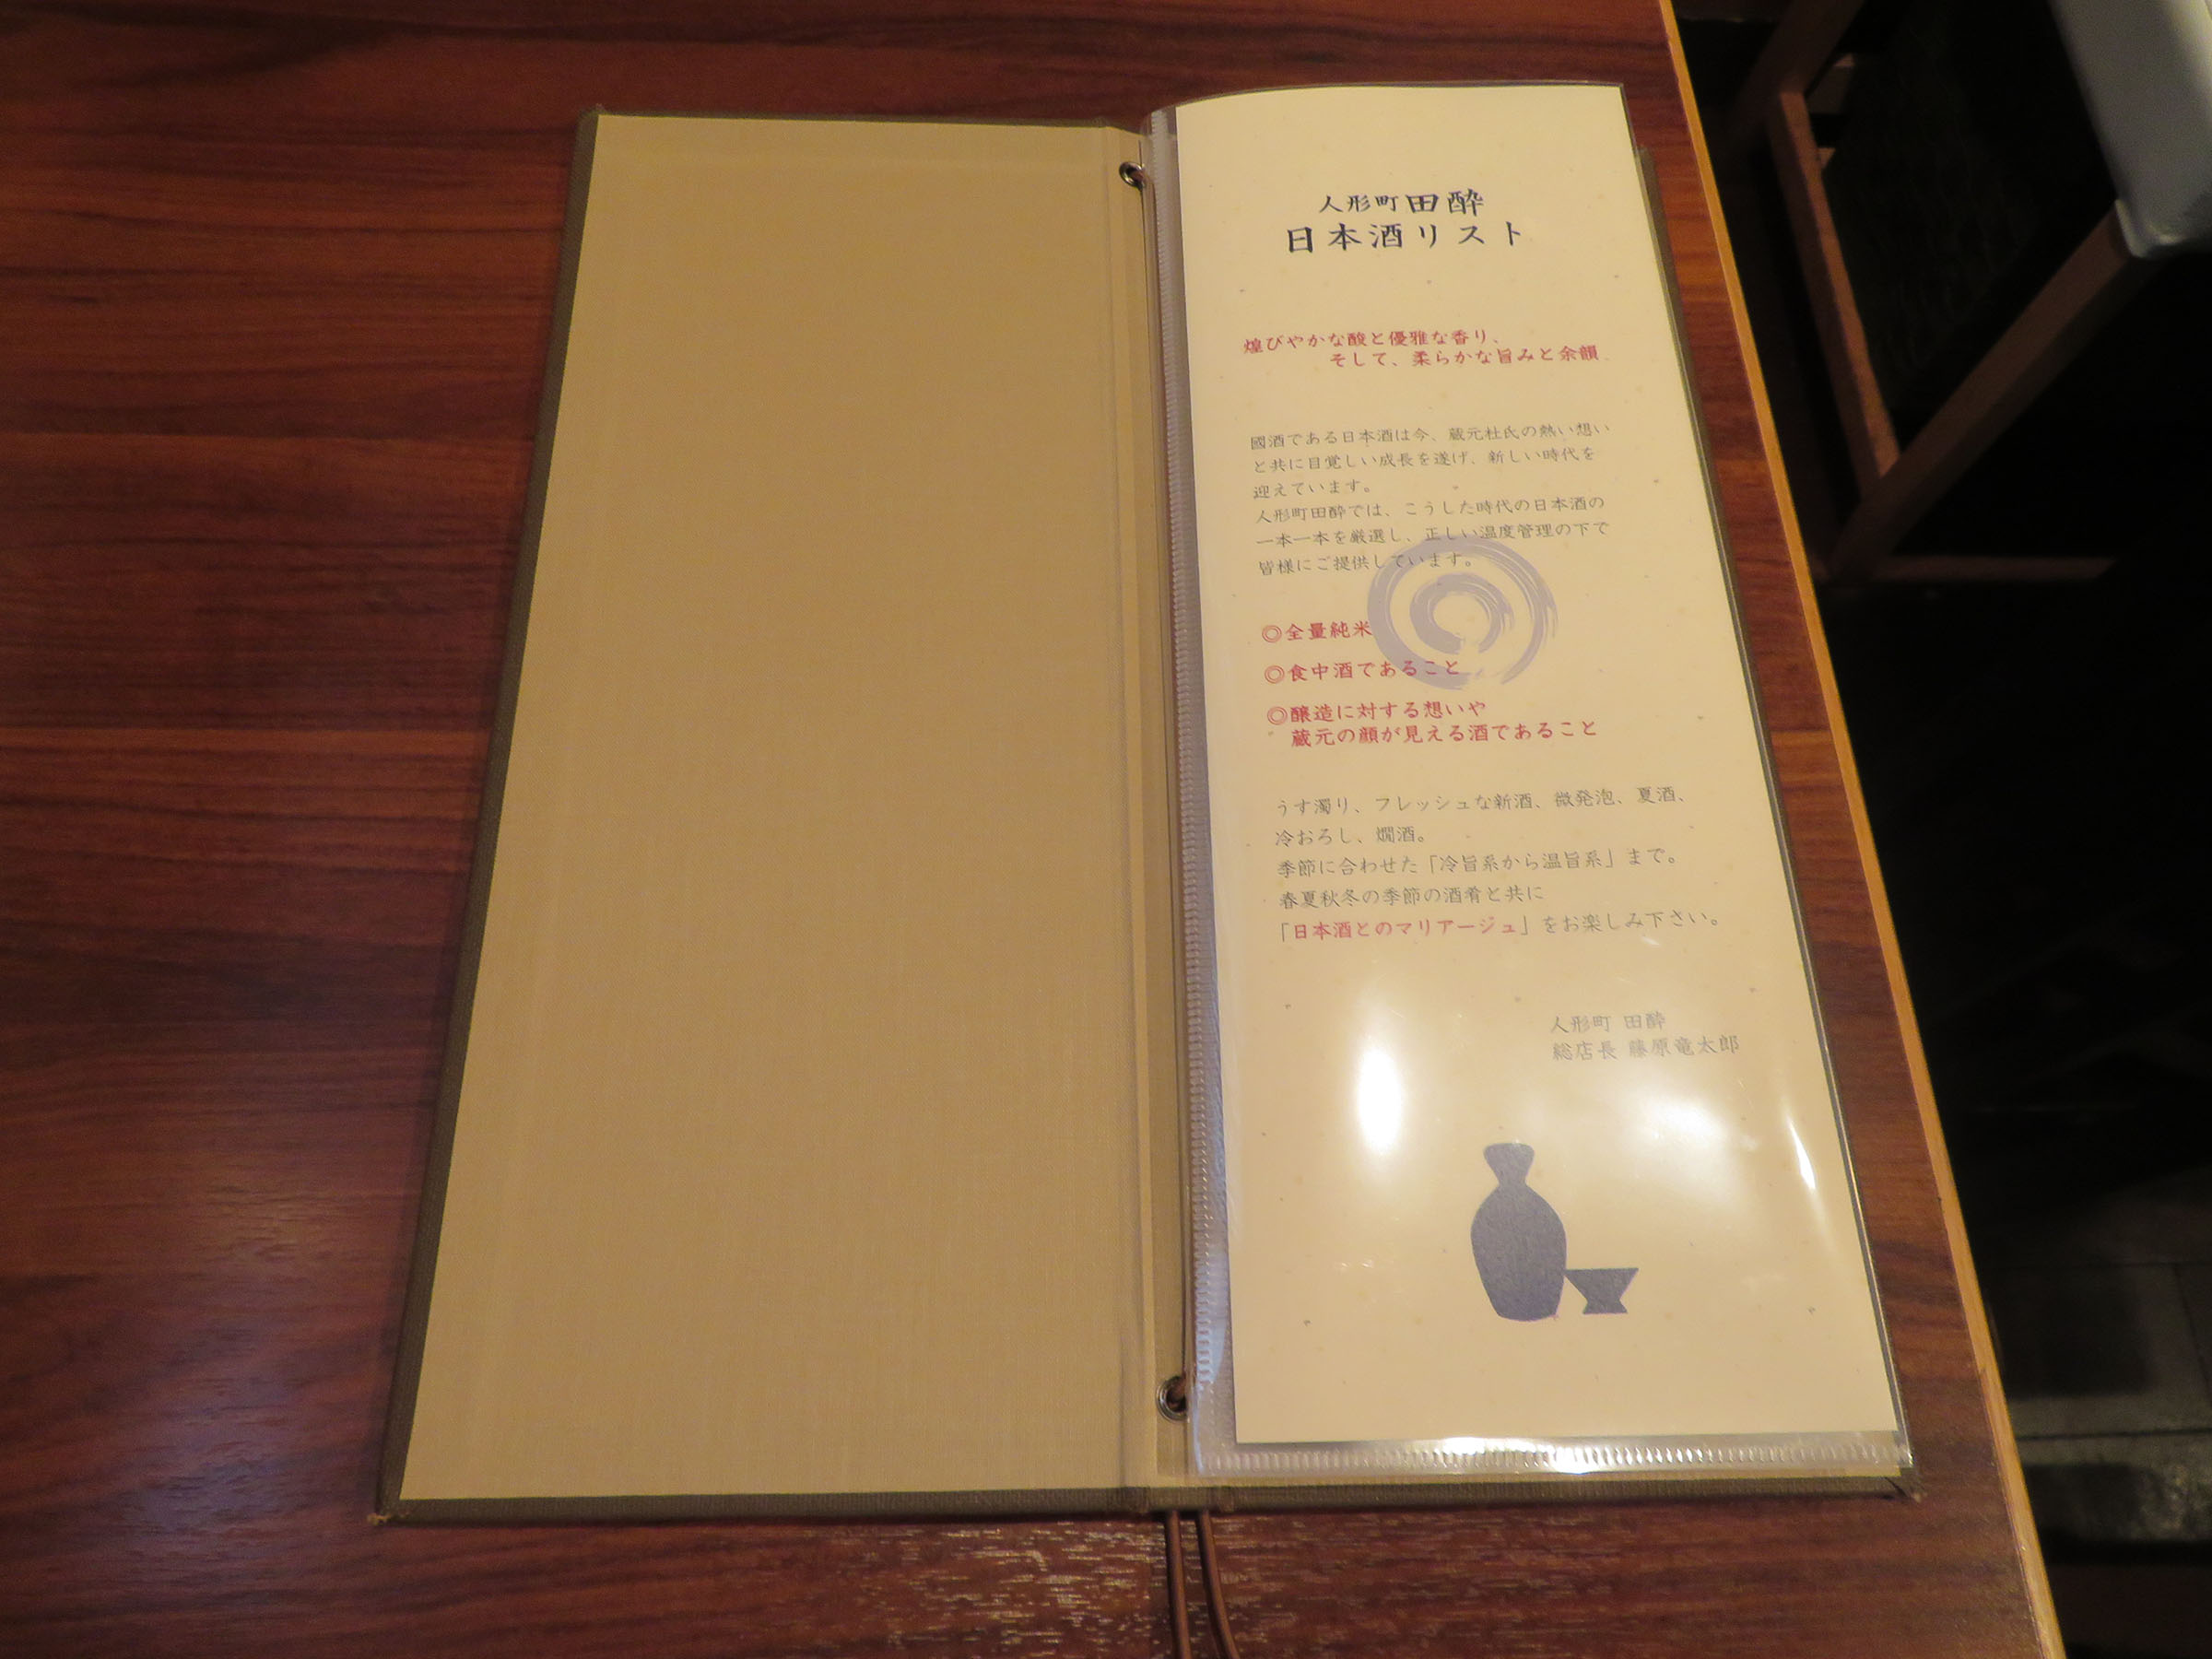 人形町田酔
日本酒リスト
煌びやかな酸と優雅な香り、
そして、柔らかな旨みと余韻
國酒である日本酒は今、蔵元杜氏の熱い想い
と共に目覚しい成長を遂げ、新しい時代を
迎えています。
人形町田酔では、こうした時代の日本酒の
一本一本を厳選し、正しい温度管理の下で
皆様にご提供しています。
◎全量純米
◎食中酒であること
◎醸造に対する想いや
蔵元の顔が見える酒であること
うす濁り、フレッシュな新酒、微発泡、夏酒、
冷おろし、燗酒。
季節に合わせた「冷旨系から温旨系」まで。
春夏秋冬の季節の酒肴と共に
「日本酒とのマリアージュ」をお楽しみ下さい。
人形町 田酔
総店長 藤原竜太郎